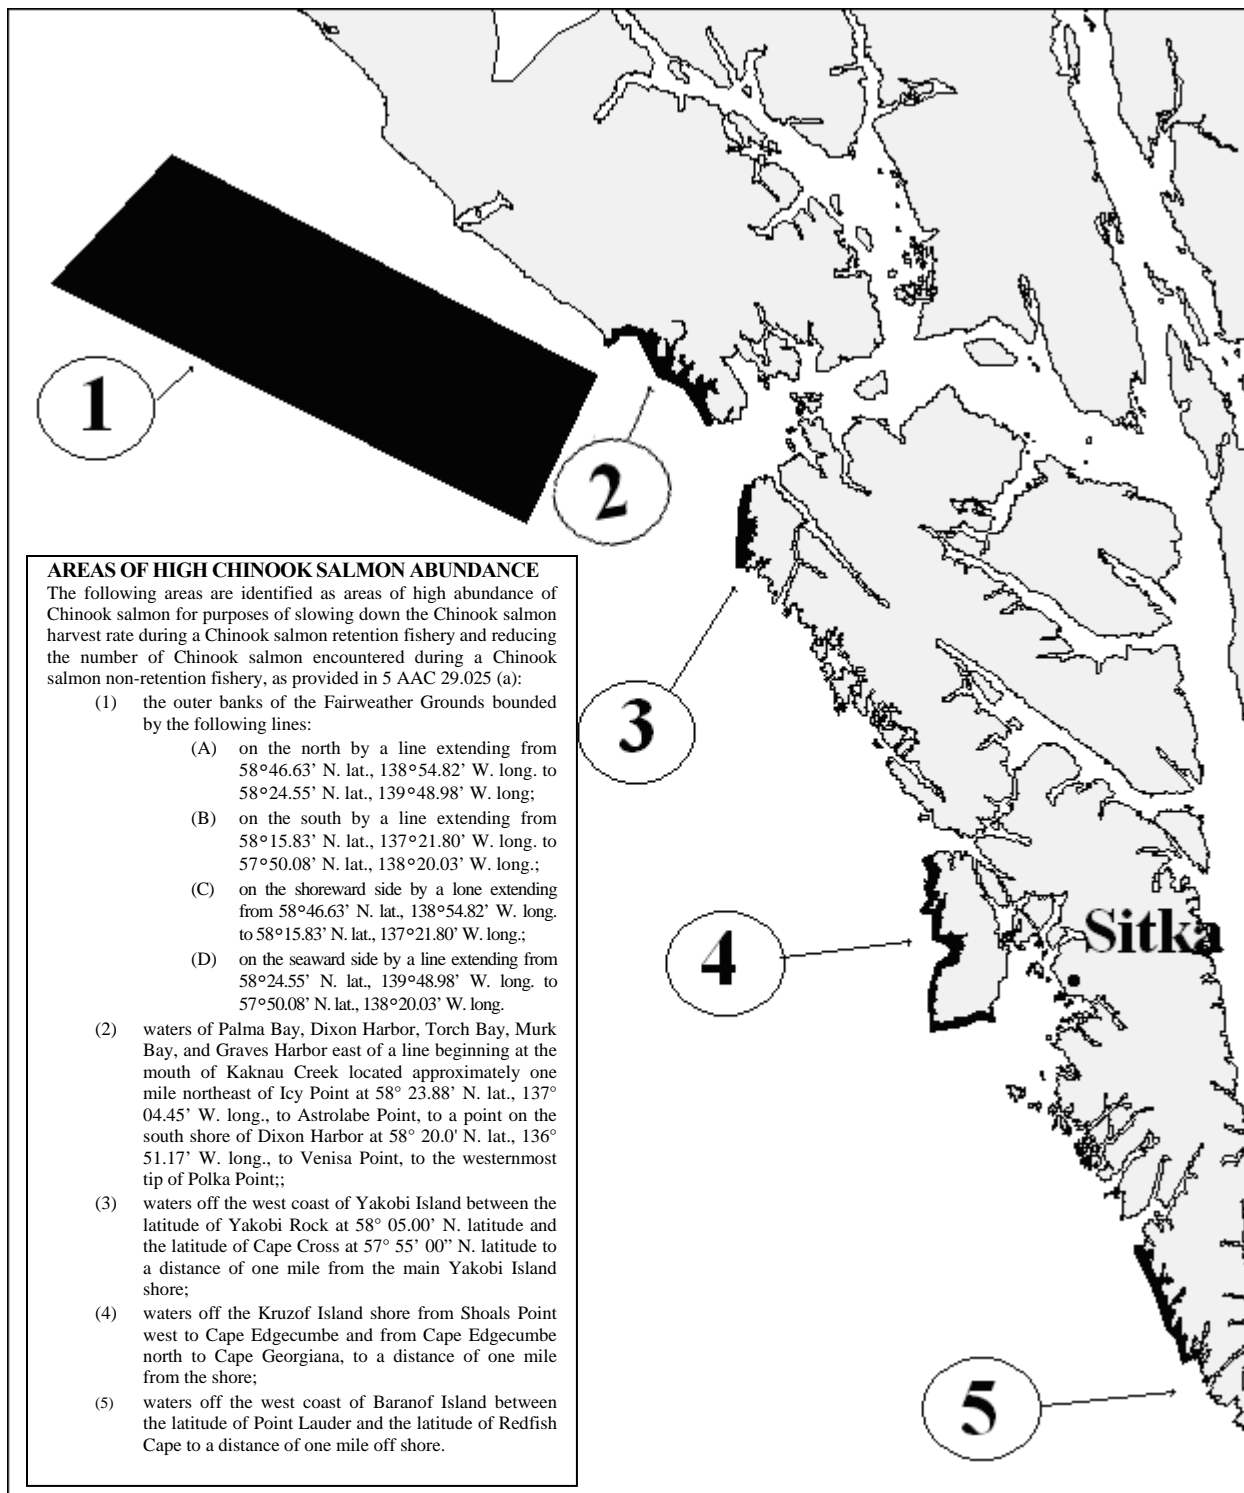 1
2
3
4
Sitka
5
AREAS OF HIGH CHINOOK SALMON ABUNDANCE
The following areas are identified as areas of high abundance of
Chinook salmon for purposes of slowing down the Chinook salmon
harvest rate during a Chinook salmon retention fishery and reducing
the number of Chinook salmon encountered during a Chinook
salmon non-retention fishery, as provided in 5 AAC 29.025 (a):
(1) the outer banks of the Fairweather Grounds bounded
by the following lines:
(A) on the north by a line extending from
58°46.63’ N. lat., 138°54.82’ W. long. to
58°24.55’ N. lat., 139°48.98’ W. long;
(B) on the south by a line extending from
58°15.83’ N. lat., 137°21.80’ W. long. to
57°50.08’ N. lat., 138°20.03’ W. long.;
(C) on the shoreward side by a lone extending
from 58°46.63’ N. lat., 138°54.82’ W. long.
to 58°15.83’ N. lat., 137°21.80’ W. long.;
(D) on the seaward side by a line extending from
58°24.55’ N. lat., 139°48.98’ W. long. to
57°50.08’ N. lat., 138°20.03’ W. long.
(2) waters of Palma Bay, Dixon Harbor, Torch Bay, Murk
Bay, and Graves Harbor east of a line beginning at the
mouth of Kaknau Creek located approximately one
mile northeast of Icy Point at 58° 23.88’ N. lat., 137°
04.45’ W. long., to Astrolabe Point, to a point on the
south shore of Dixon Harbor at 58° 20.0' N. lat., 136°
51.17’ W. long., to Venisa Point, to the westernmost
tip of Polka Point;;
(3) waters off the west coast of Yakobi Island between the
latitude of Yakobi Rock at 58° 05.00’ N. latitude and
the latitude of Cape Cross at 57° 55’ 00” N. latitude to
a distance of one mile from the main Yakobi Island
shore;
(4) waters off the Kruzof Island shore from Shoals Point
west to Cape Edgecumbe and from Cape Edgecumbe
north to Cape Georgiana, to a distance of one mile
from the shore;
(5) waters off the west coast of Baranof Island between
the latitude of Point Lauder and the latitude of Redfish
Cape to a distance of one mile off shore.